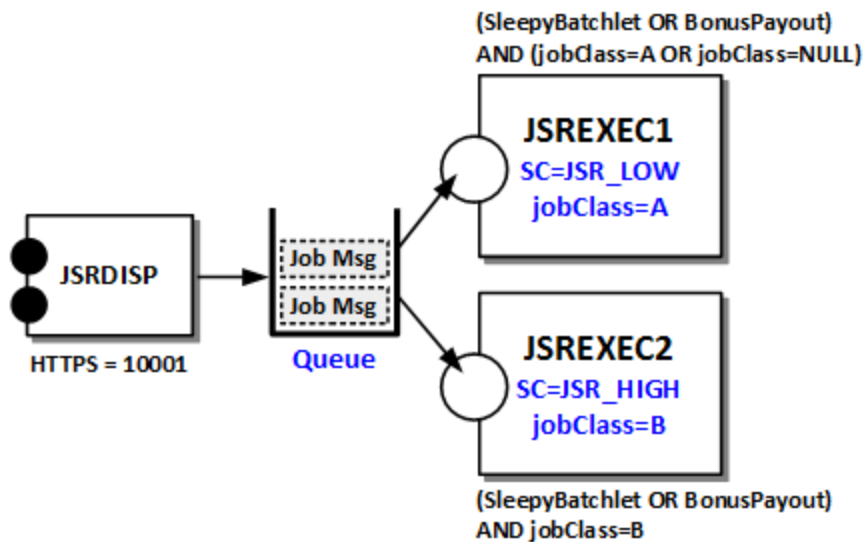 (SleepyBatchlet OR BonusPayout)
AND (jobClass=A OR jobClass=NULL)
JSREXEC1
SC=JSR_LOW
jobClass=A
JSRDISP
HTTPS = 10001
Job Msg
Job Msg
Queue
JSREXEC2
SC=JSR_HIGH
jobClass=B
(SleepyBatchlet OR BonusPayout)
AND jobClass=B